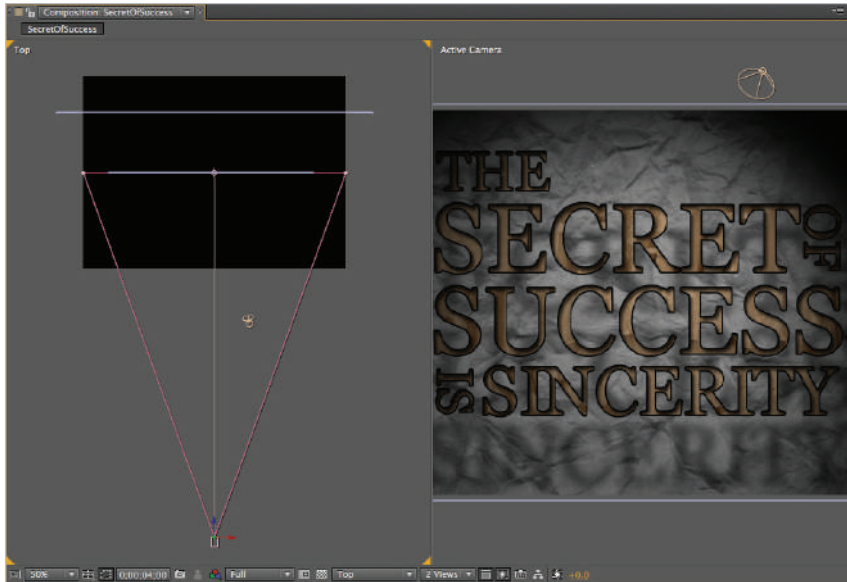 Composition: SecretOfSuccess
SecretOfSuccess
Top
Active Camera
THE
SECRET OF
SUCCESS
IS SINCERITY
50%
0;00;04;00
Full
Top
2 Views
+0.0